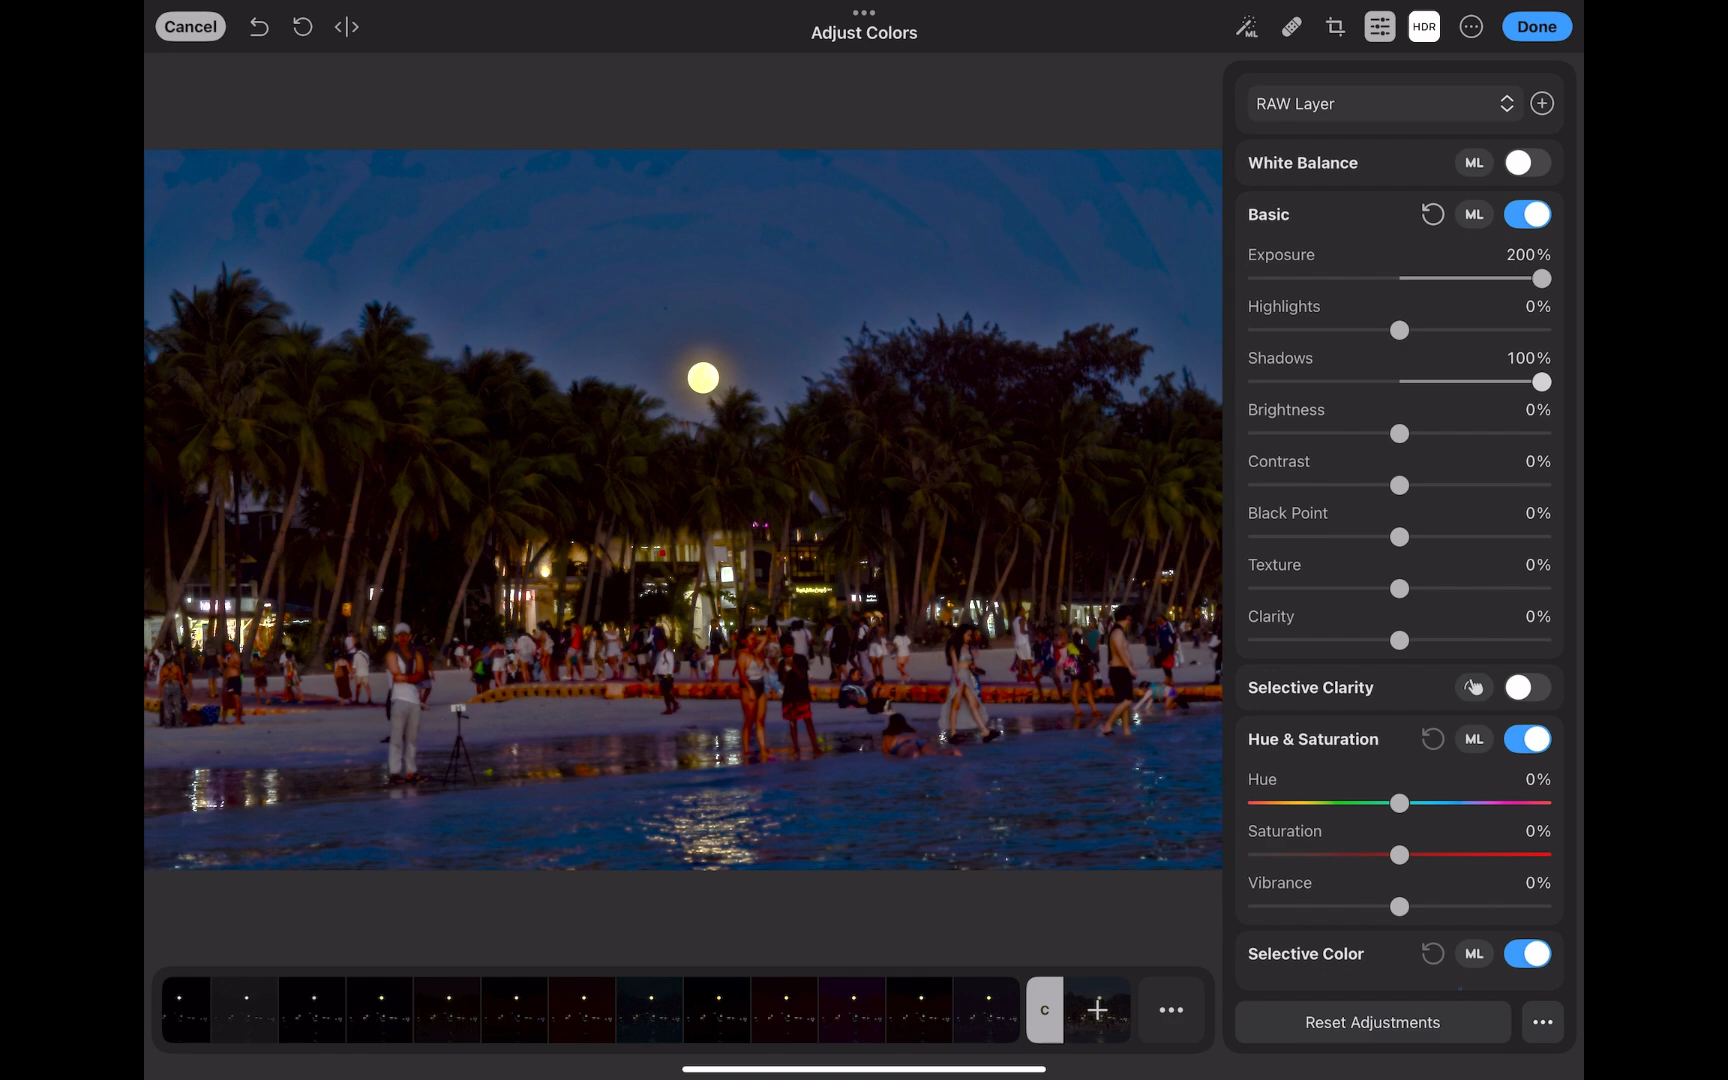 Cancel
Adjust Colors
ML
HDR
Done
RAW Layer
White Balance
ML
Basic
ML
Exposure
200%
Highlights
0%
Shadows
100%
Brightness
0%
Contrast
0%
Black Point
0%
Texture
0%
Clarity
0%
Selective Clarity
Hue & Saturation
ML
Hue
0%
Saturation
0%
Vibrance
0%
Selective Color
ML
C
Reset Adjustments